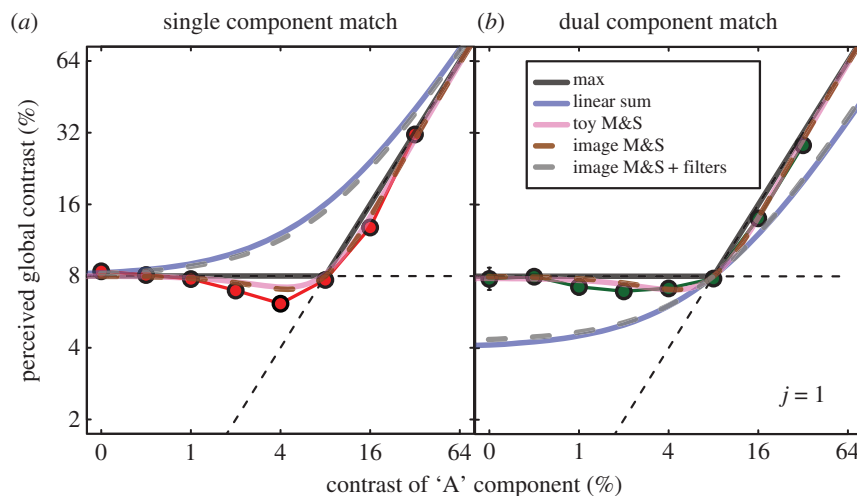 (a) single component match
(b) dual component match
perceived global contrast (%)
64
32
16
8
4
2
max
linear sum
toy M&S
image M&S
image M&S + filters
j = 1
0 1 4 16 64
0 1 4 16 64
contrast of ‘A’ component (%)